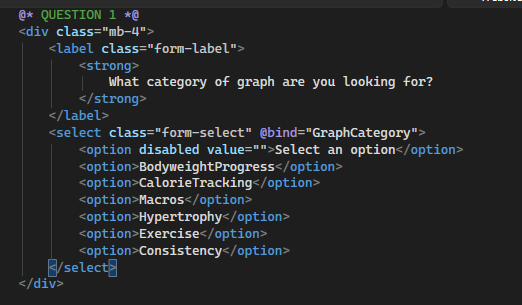 @* QUESTION 1 *@
<div class="mb-4">
    <label class="form-label">
        <strong>
            What category of graph are you looking for?
        </strong>
    </label>
    <select class="form-select" @bind="GraphCategory">
        <option disabled value="">Select an option</option>
        <option>BodyweightProgress</option>
        <option>CalorieTracking</option>
        <option>Macros</option>
        <option>Hypertrophy</option>
        <option>Exercise</option>
        <option>Consistency</option>
    </select>
</div>